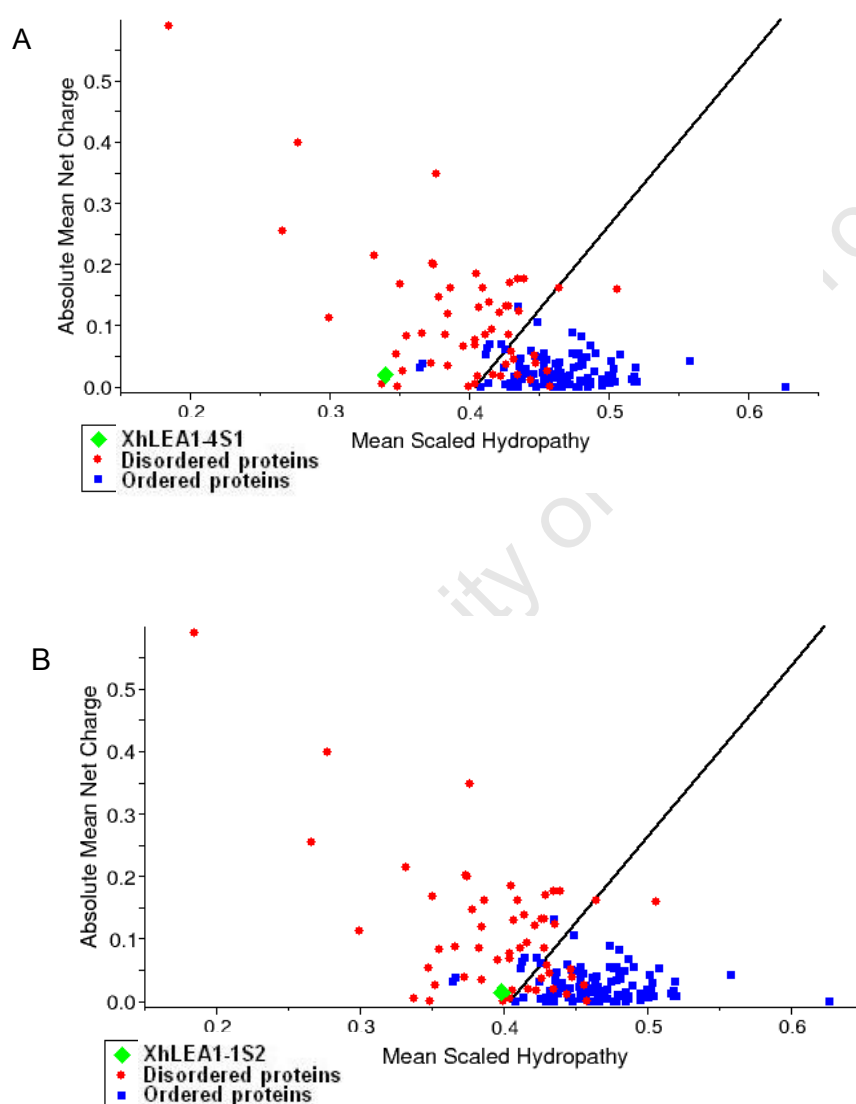 A
Absolute Mean Net Charge
0.5
0.4
0.3
0.2
0.1
0.0
0.2 0.3 0.4 0.5 0.6
Mean Scaled Hydropathy
XhLEA1-4S1
Disordered proteins
Ordered proteins
ity of
B
Absolute Mean Net Charge
0.5
0.4
0.3
0.2
0.1
0.0
0.2 0.3 0.4 0.5 0.6
Mean Scaled Hydropathy
XhLEA1-1S2
Disordered proteins
Ordered proteins